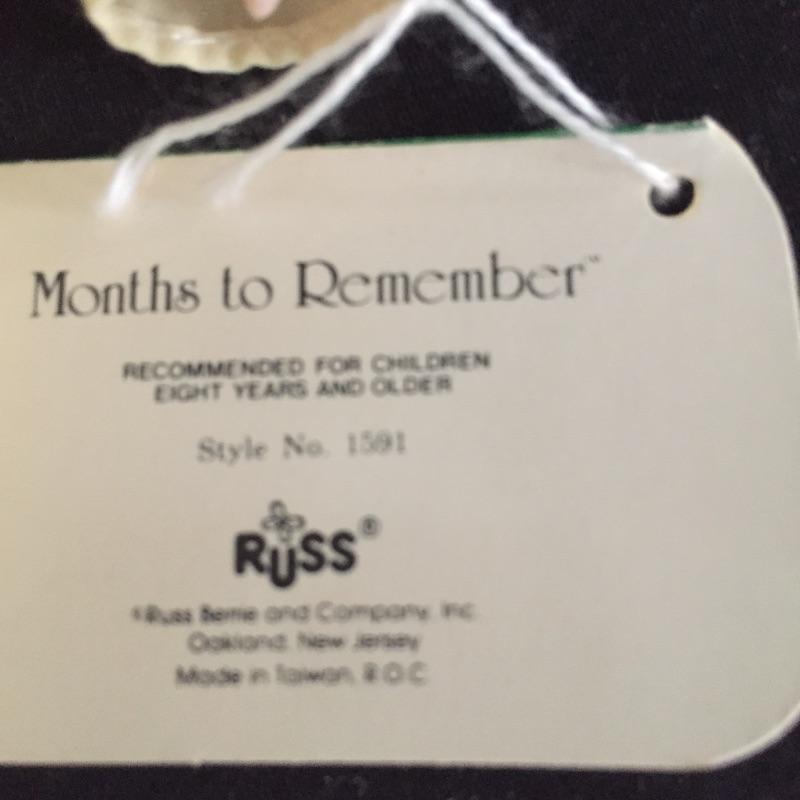 Months to Remember™
RECOMMENDED FOR CHILDREN
EIGHT YEARS AND OLDER
Style No. 1591
RUSS®
©Russ Berrie and Company, Inc.
Oakland, New Jersey
Made in Taiwan, R.O.C.